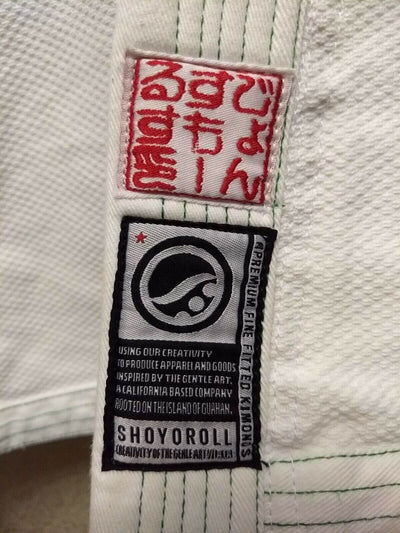 でょん
すもー
るす
USING OUR CREATIVITY
TO PRODUCE APPAREL AND GOODS
INSPIRED BY THE GENTLE ART.
A CALIFORNIA BASED COMPANY
ROOTED ON THE ISLAND OF GUAHAN.
SHOYOROLL
CREATIVITY OF THE GENTLE ART
PREMIUM FINE FITTED KIMONOS